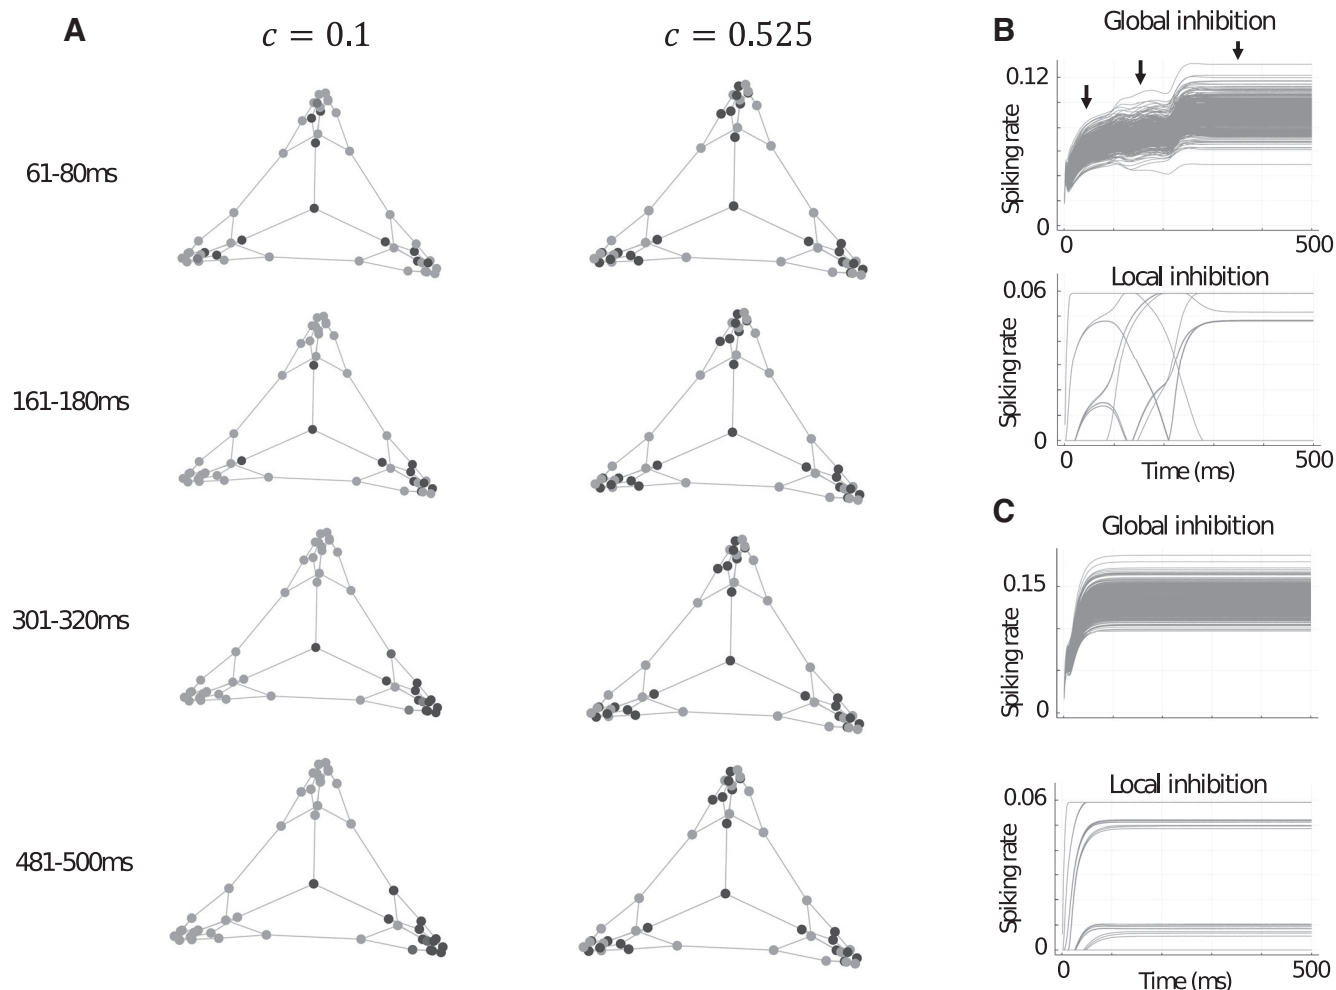 A
c = 0.1
c = 0.525
61-80ms
161-180ms
301-320ms
481-500ms
B
Global inhibition
0.12
Spiking rate
0
0
500
Local inhibition
0.06
Spiking rate
0
0
500
Time (ms)
C
Global inhibition
0.15
Spiking rate
0
Local inhibition
0.06
Spiking rate
0
0
500
Time (ms)